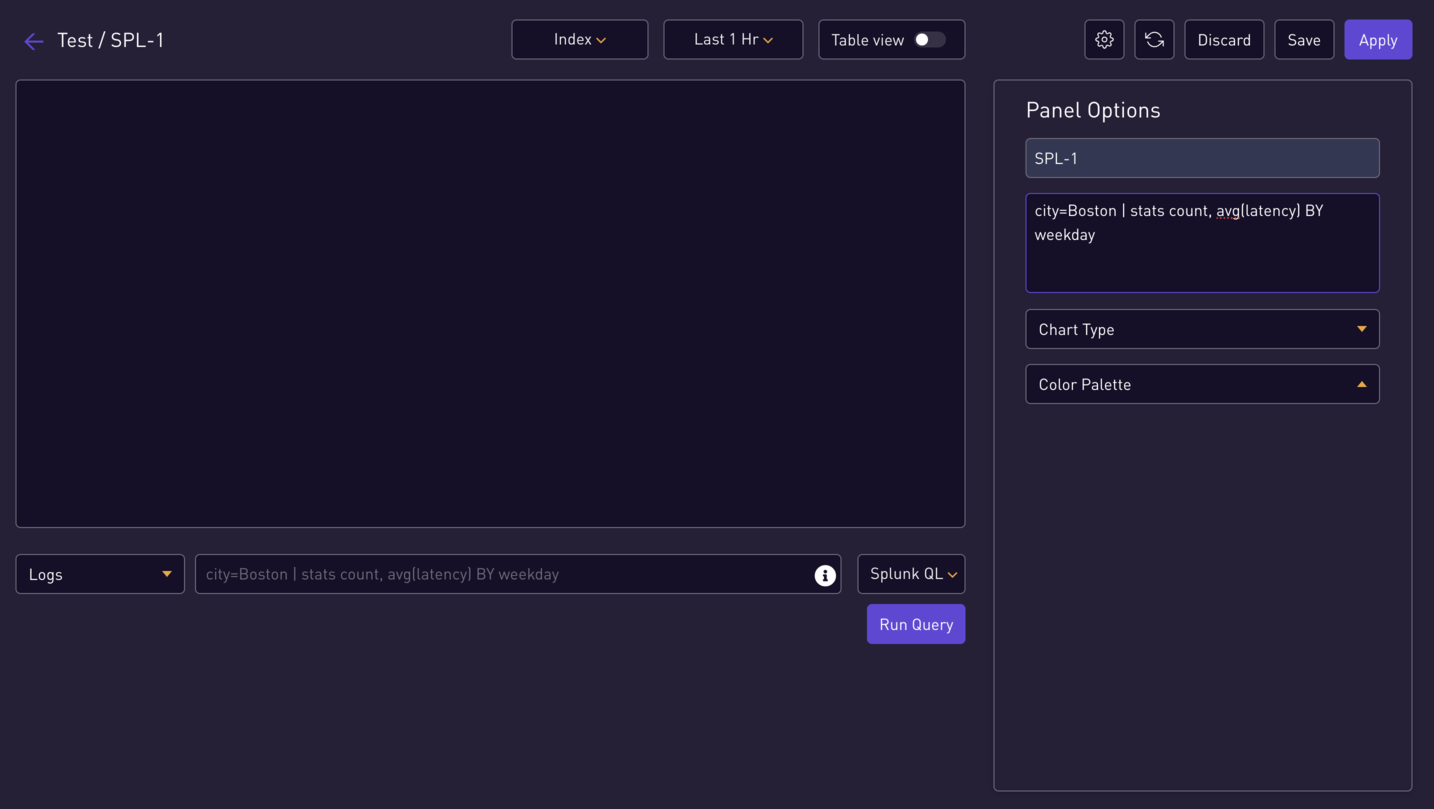 Test / SPL-1
Index
Last 1 Hr
Table view
Discard
Save
Apply
Panel Options
SPL-1
city=Boston | stats count, avg(latency) BY
weekday
Chart Type
Color Palette
Logs
city=Boston | stats count, avg(latency) BY weekday
Splunk QL
Run Query